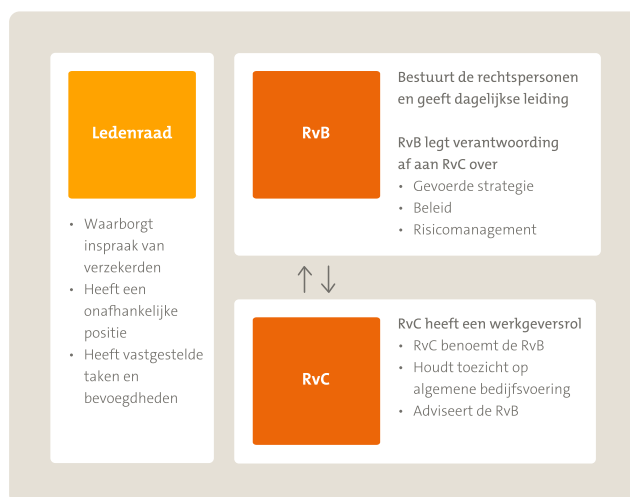 Ledenraad
• Waarborgt
inspraak van
verzekerden
• Heeft een
onafhankelijke
positie
• Heeft vastgestelde
taken en
bevoegdheden
RvB
Bestuurt de rechtspersonen
en geeft dagelijkse leiding
RvB legt verantwoording
af aan RvC over
• Gevoerde strategie
• Beleid
• Risicomanagement
RvC
RvC heeft een werkgeversrol
• RvC benoemt de RvB
• Houdt toezicht op
algemene bedijfsvoering
• Adviseert de RvB